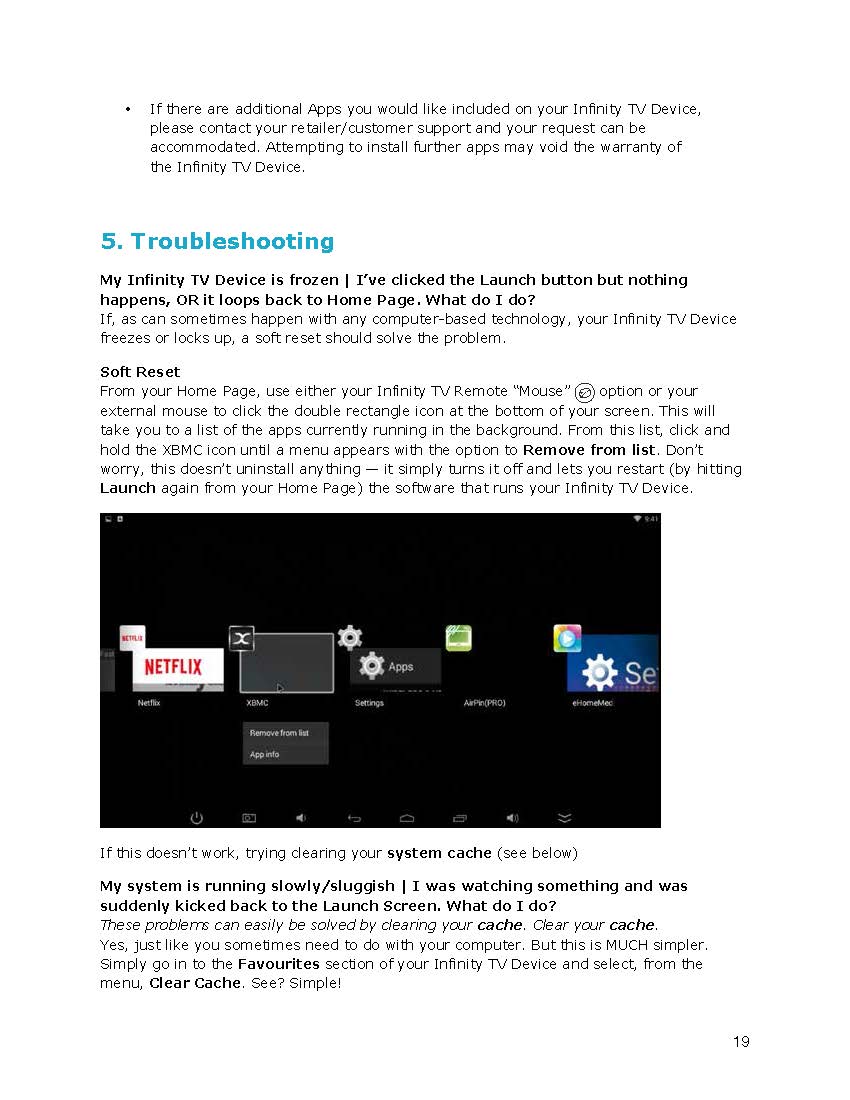 • If there are additional Apps you would like included on your Infinity TV Device,
please contact your retailer/customer support and your request can be
accommodated. Attempting to install further apps may void the warranty of
the Infinity TV Device.
5. Troubleshooting
My Infinity TV Device is frozen | I’ve clicked the Launch button but nothing
happens, OR it loops back to Home Page. What do I do?
If, as can sometimes happen with any computer-based technology, your Infinity TV Device
freezes or locks up, a soft reset should solve the problem.
Soft Reset
From your Home Page, use either your Infinity TV Remote “Mouse” option or your
external mouse to click the double rectangle icon at the bottom of your screen. This will
take you to a list of the apps currently running in the background. From this list, click and
hold the XBMC icon until a menu appears with the option to Remove from list. Don’t
worry, this doesn’t uninstall anything — it simply turns it off and lets you restart (by hitting
Launch again from your Home Page) the software that runs your Infinity TV Device.
9:41
NETFLIX
NETFLIX
Apps
Se
Netflix
XBMC
Settings
AirPin(PRO)
eHomeMed
Remove from list
App info
If this doesn’t work, trying clearing your system cache (see below)
My system is running slowly/sluggish | I was watching something and was
suddenly kicked back to the Launch Screen. What do I do?
These problems can easily be solved by clearing your cache. Clear your cache.
Yes, just like you sometimes need to do with your computer. But this is MUCH simpler.
Simply go in to the Favourites section of your Infinity TV Device and select, from the
menu, Clear Cache. See? Simple!
19